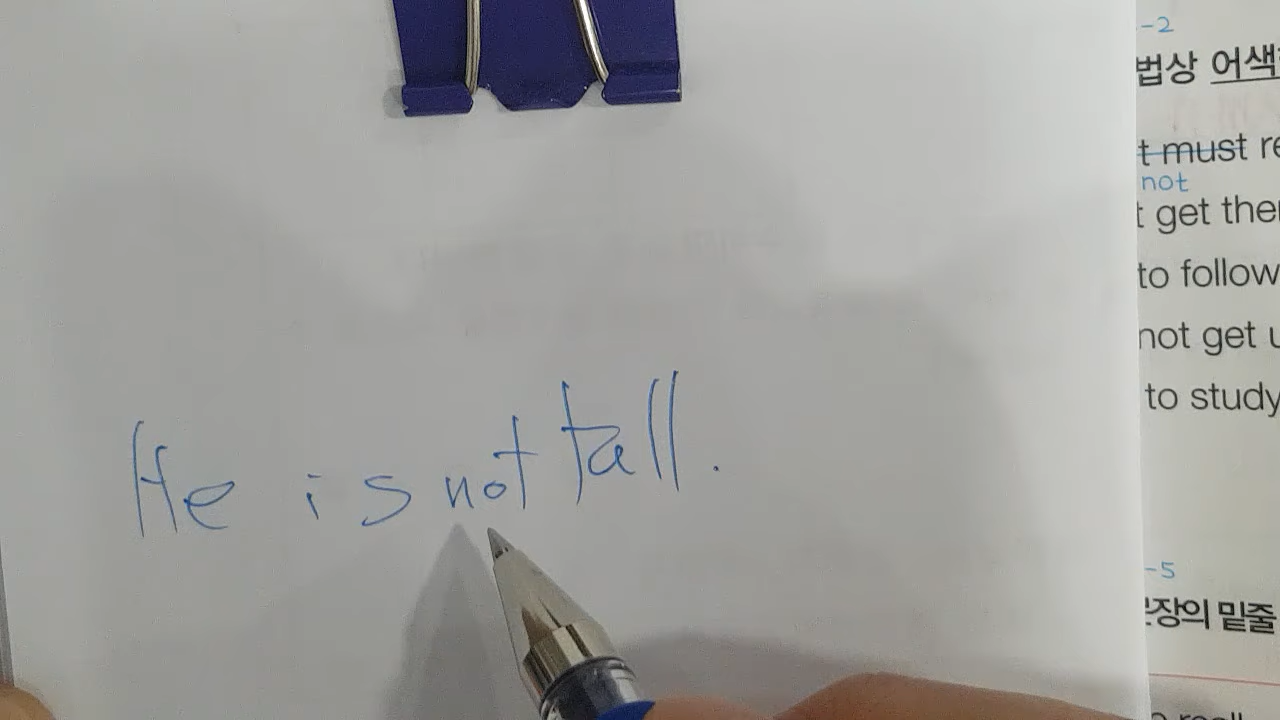 -2
법상 어색
t must re
not
t get the
to follow
not get u
to study
He is not tall.
-5
장의 밑줄